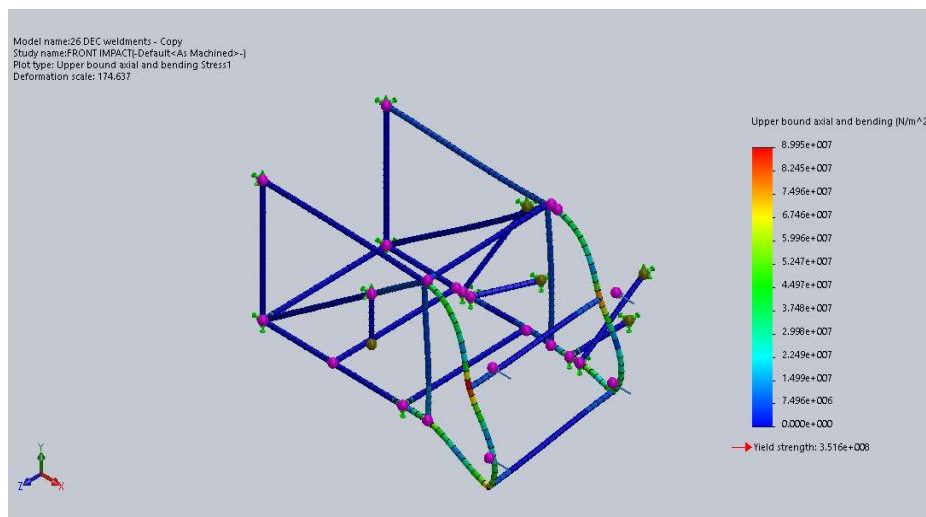 Model name:26 DEC weldments - Copy
Study name:FRONT IMPACT(-Default<As Machined>-)
Plot type: Upper bound axial and bending Stress1
Deformation scale: 174.637
Upper bound axial and bending (N/m^2
8.995e+007
8.245e+007
7.496e+007
6.746e+007
5.996e+007
5.247e+007
4.497e+007
3.748e+007
2.998e+007
2.249e+007
1.499e+007
7.496e+006
0.000e+000
Yield strength: 3.516e+008
Y
Z
X